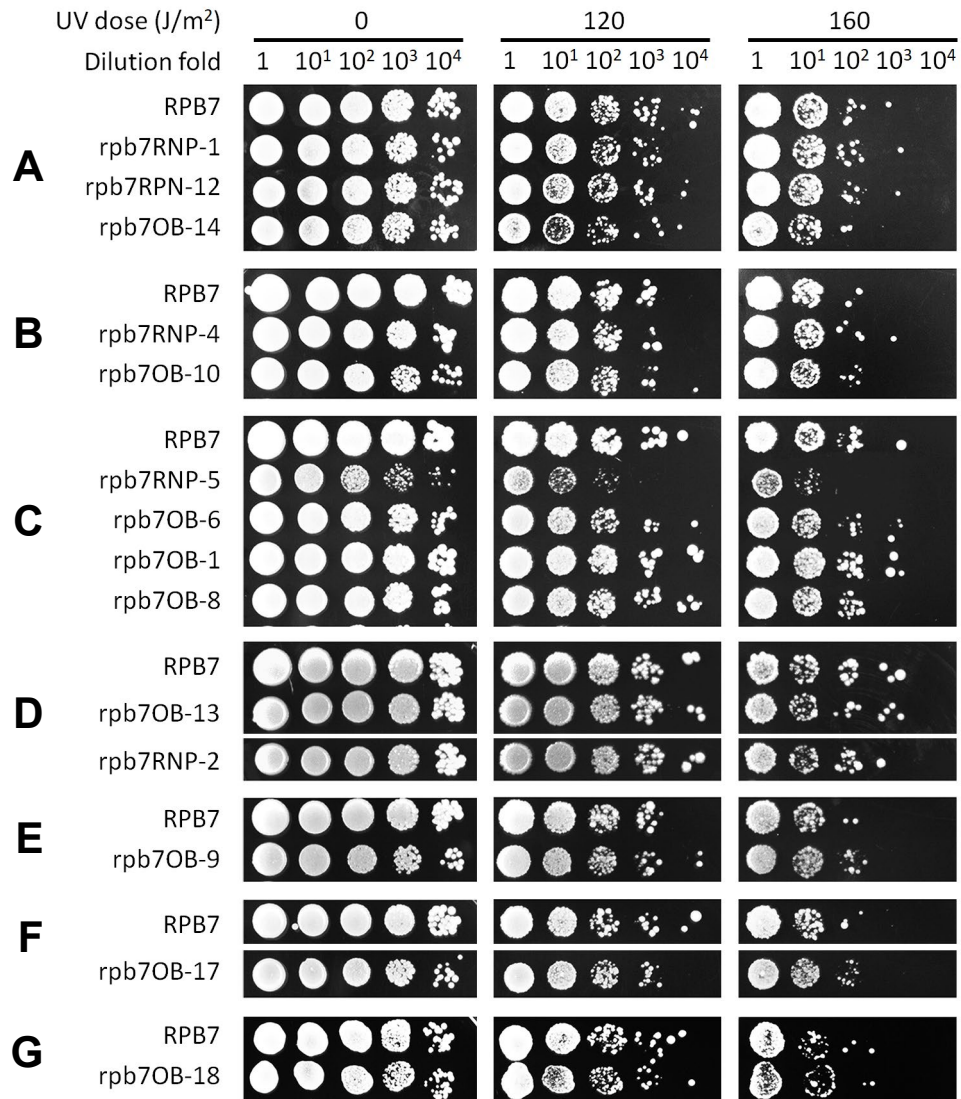 UV dose (J/m²) 0 120 160
Dilution fold 1 10¹ 10² 10³ 10⁴ 1 10¹ 10² 10³ 10⁴ 1 10¹ 10² 10³ 10⁴
A
RPB7
rpb7RNP-1
rpb7RPN-12
rpb7OB-14
B
RPB7
rpb7RNP-4
rpb7OB-10
C
RPB7
rpb7RNP-5
rpb7OB-6
rpb7OB-1
rpb7OB-8
D
RPB7
rpb7OB-13
rpb7RNP-2
E
RPB7
rpb7OB-9
F
RPB7
rpb7OB-17
G
RPB7
rpb7OB-18